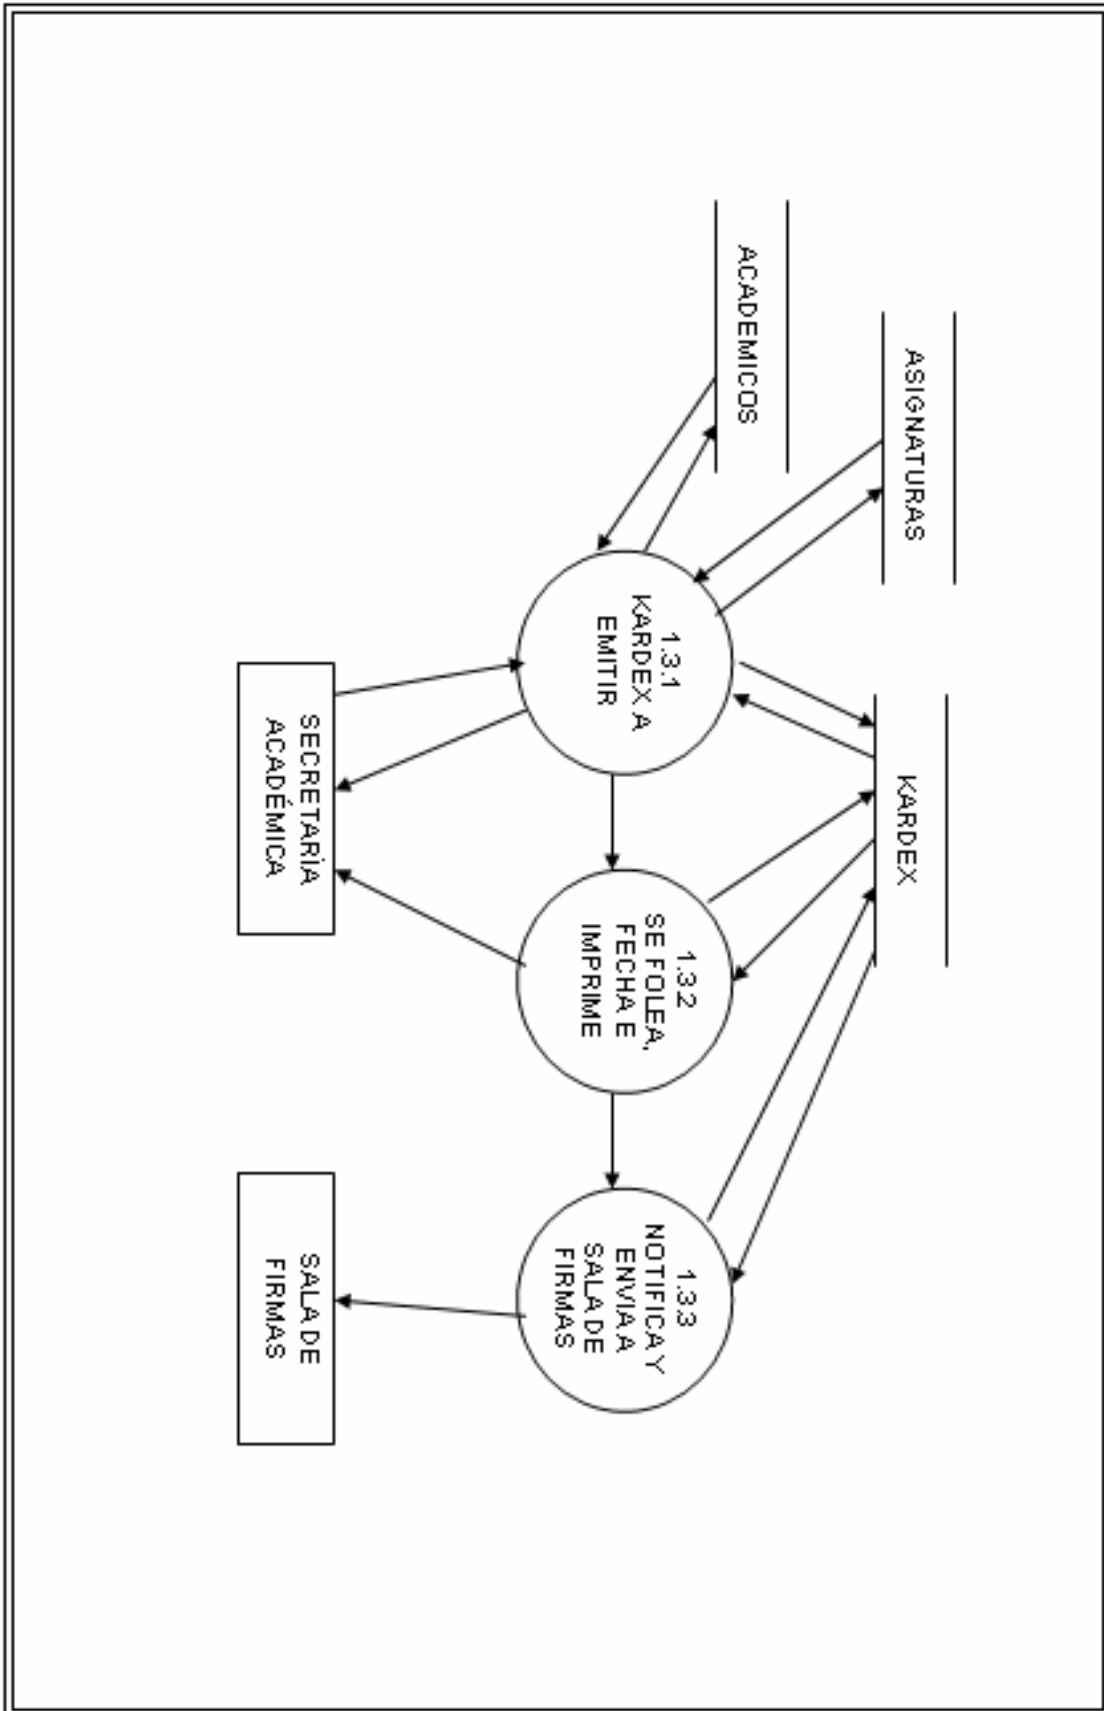 ASIGNATURAS
ACADEMICOS
KARDEX
1.3.1
KARDEX A
EMITIR
1.3.2
SE FOLEA,
FECHA E
IMPRIME
1.3.3
NOTIFICA Y
ENVIA A
SALA DE
FIRMAS
SECRETARÌA
ACADÉMICA
SALA DE
FIRMAS